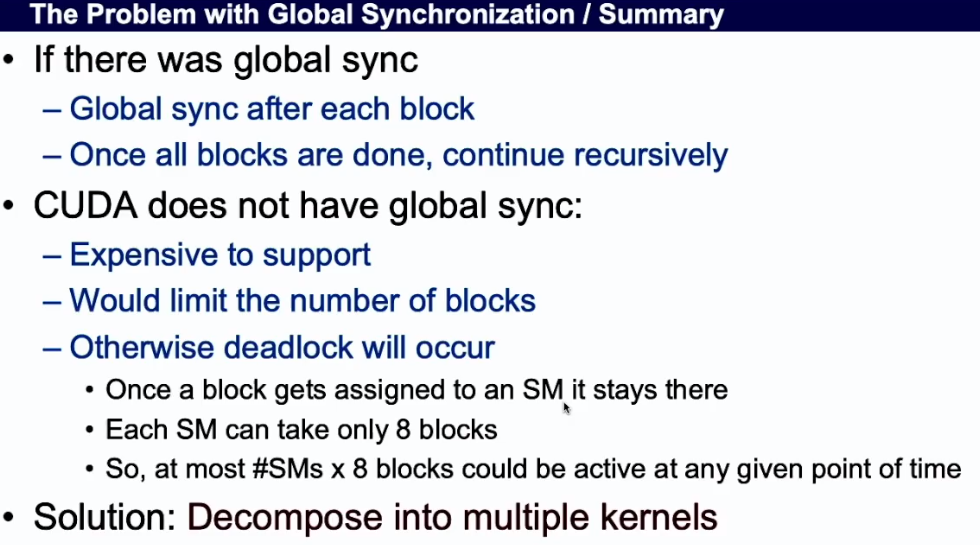 The Problem with Global Synchronization / Summary
• If there was global sync
– Global sync after each block
– Once all blocks are done, continue recursively
• CUDA does not have global sync:
– Expensive to support
– Would limit the number of blocks
– Otherwise deadlock will occur
• Once a block gets assigned to an SM it stays there
• Each SM can take only 8 blocks
• So, at most #SMs x 8 blocks could be active at any given point of time
• Solution: Decompose into multiple kernels